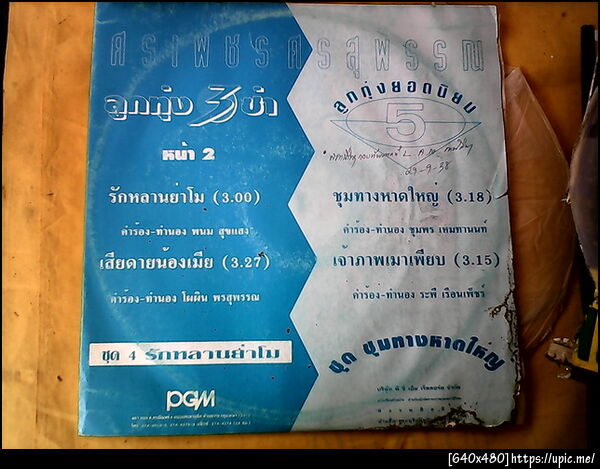 ศรเพชร ศรสุพรรณ
ลูกทุ่ง 3 ช่า
หน้า 2
รักหลานย่าโม (3.00)
คำร้อง-ทำนอง พนม สุขแสง
เสียดายน้องเมีย (3.27)
คำร้อง-ทำนอง โผผิน พรสุพรรณ
ชุด 4 รักหลานย่าโม
PGM
ลูกทุ่งยอดนิยม
5
29-9-38
ชุมทางหาดใหญ่ (3.18)
คำร้อง-ทำนอง ชุมพร เหมทานนท์
เจ้าภาพเมาเพียบ (3.15)
คำร้อง-ทำนอง ระพี เรือนเพ็ชร์
ชุด ชุมทางหาดใหญ่
[640x480]https://upic.me/